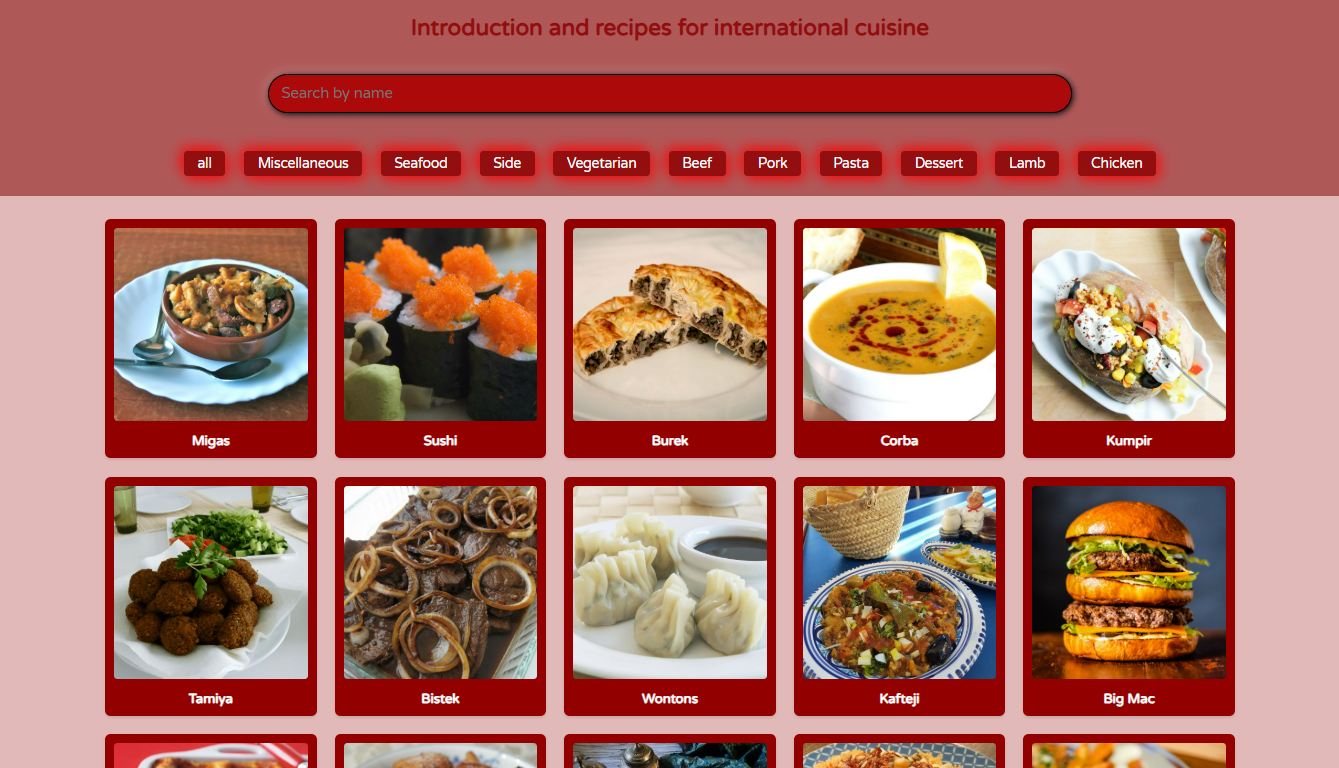 Introduction and recipes for international cuisine
Search by name
all Miscellaneous Seafood Side Vegetarian Beef Pork Pasta Dessert Lamb Chicken
Migas Sushi Burek Corba Kumpir
Tamiya Bistek Wontons Kafteji Big Mac